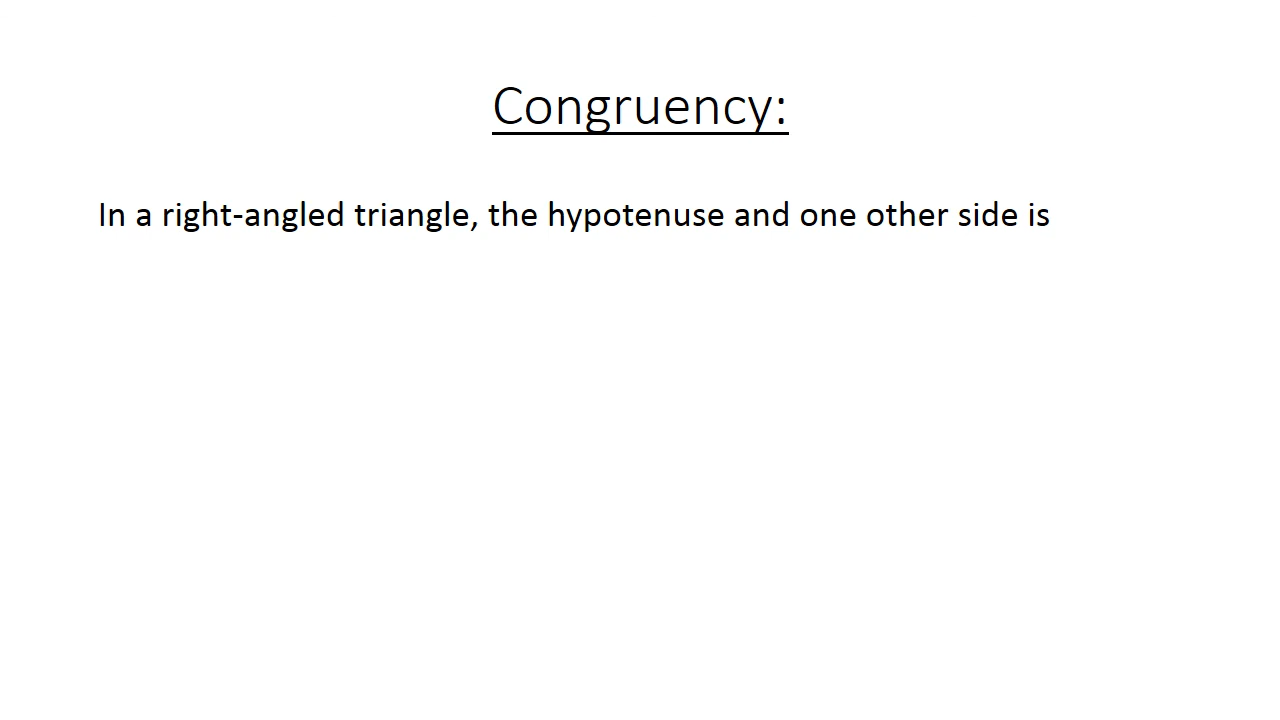 Congruency:
In a right-angled triangle, the hypotenuse and one other side is